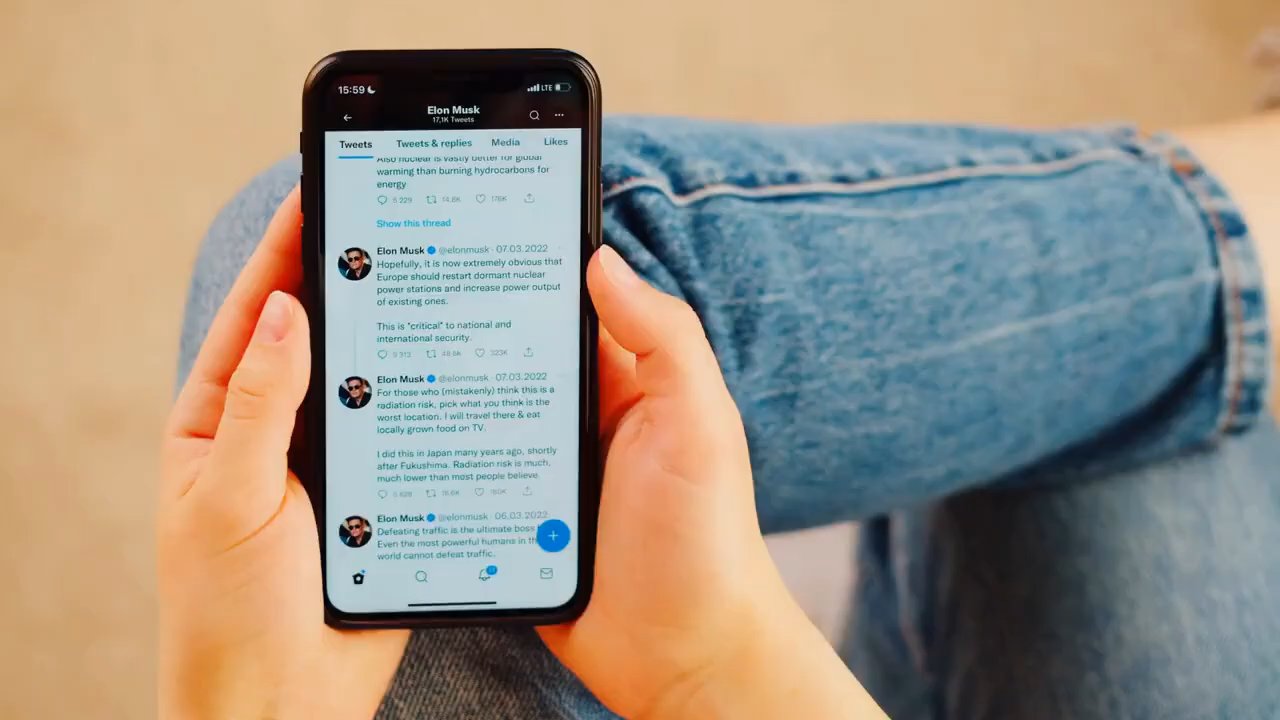 15:59
LTE
Elon Musk
17,1K Tweets
Tweets Tweets & replies Media Likes
Also nuclear is vastly better for global
warming than burning hydrocarbons for
energy
5 229 14,8K 176K
Show this thread
Elon Musk @elonmusk · 07.03.2022
Hopefully, it is now extremely obvious that
Europe should restart dormant nuclear
power stations and increase power output
of existing ones.
This is *critical* to national and
international security.
323K
Elon Musk @elonmusk · 07.03.2022
For those who (mistakenly) think this is a
radiation risk, pick what you think is the
worst location. I will travel there & eat
locally grown food on TV.
I did this in Japan many years ago, shortly
after Fukushima. Radiation risk is much,
much lower than most people believe.
Elon Musk @elonmusk · 06.03.2022
Defeating traffic is the ultimate boss
Even the most powerful humans in the
world cannot defeat traffic.